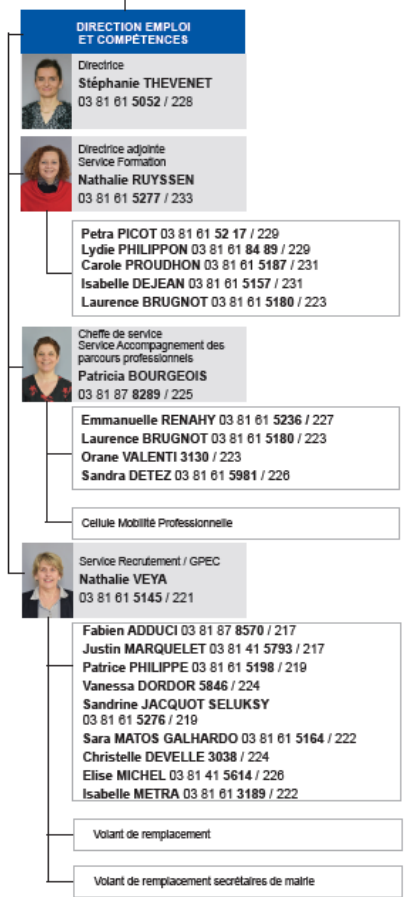 DIRECTION EMPLOI
ET COMPÉTENCES
Directrice
Stéphanie THEVENET
03 81 61 5052 / 228
Directrice adjointe
Service Formation
Nathalie RUYSSEN
03 81 61 5277 / 233
Petra PICOT 03 81 61 52 17 / 229
Lydie PHILIPPON 03 81 61 84 89 / 229
Carole PROUDHON 03 81 61 5187 / 231
Isabelle DEJEAN 03 81 61 5157 / 231
Laurence BRUGNOT 03 81 61 5180 / 223
Cheffe de service
Service Accompagnement des
parcours professionnels
Patricia BOURGEOIS
03 81 87 8289 / 225
Emmanuelle RENAHY 03 81 61 5236 / 227
Laurence BRUGNOT 03 81 61 5180 / 223
Orane VALENTI 3130 / 223
Sandra DETEZ 03 81 61 5981 / 226
Cellule Mobilité Professionnelle
Service Recrutement / GPEC
Nathalie VEYA
03 81 61 5145 / 221
Fabien ADDUCI 03 81 87 8570 / 217
Justin MARQUELET 03 81 41 5793 / 217
Patrice PHILIPPE 03 81 61 5198 / 219
Vanessa DORDOR 5846 / 224
Sandrine JACQUOT SELUKSY
03 81 61 5276 / 219
Sara MATOS GALHARDO 03 81 61 5164 / 222
Christelle DEVELLE 3038 / 224
Elise MICHEL 03 81 41 5614 / 226
Isabelle METRA 03 81 61 3189 / 222
Volant de remplacement
Volant de remplacement secrétaires de mairie